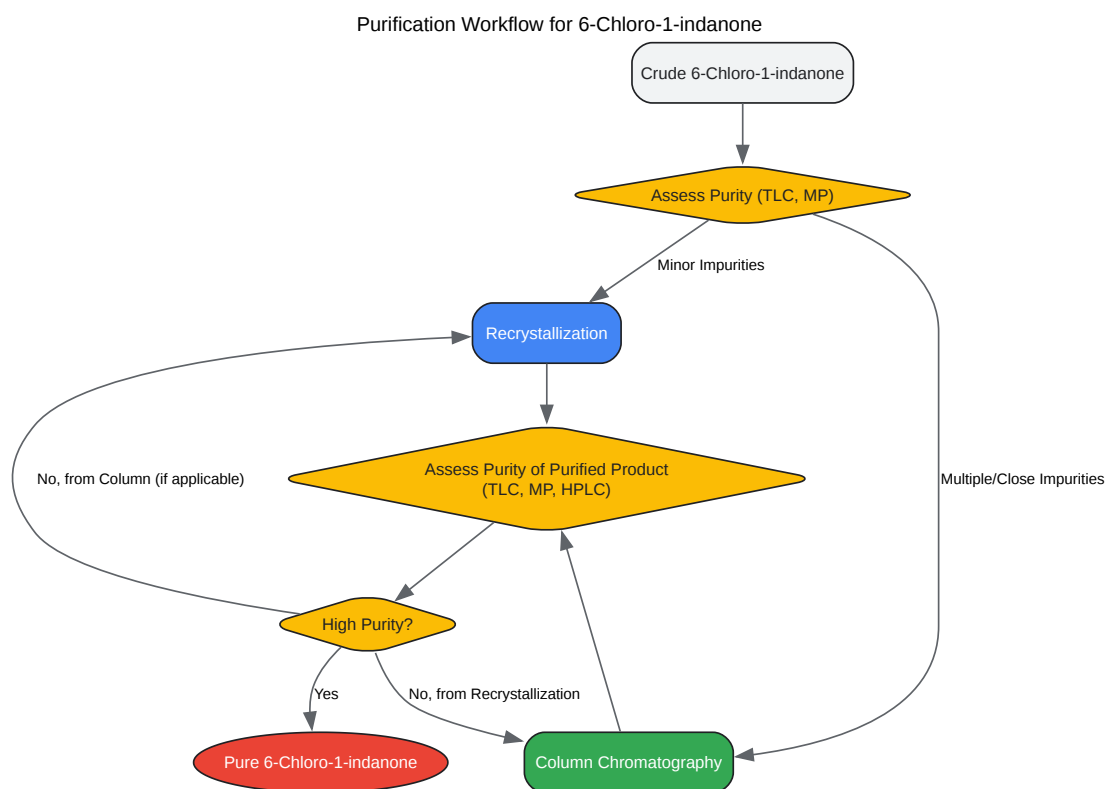 Purification Workflow for 6-Chloro-1-indanone
Crude 6-Chloro-1-indanone
Assess Purity (TLC, MP)
Minor Impurities
Recrystallization
Assess Purity of Purified Product
(TLC, MP, HPLC)
No, from Column (if applicable)
Multiple/Close Impurities
High Purity?
Yes
No, from Recrystallization
Pure 6-Chloro-1-indanone
Column Chromatography